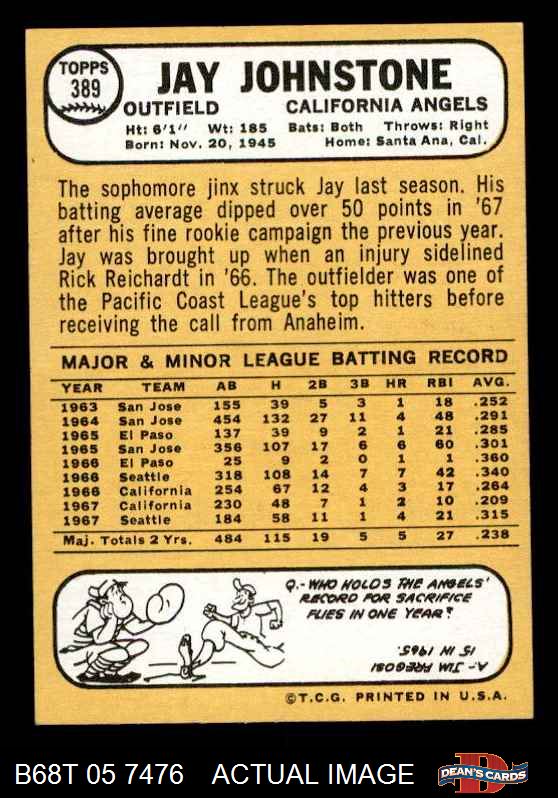 TOPPS
389
JAY JOHNSTONE
OUTFIELD CALIFORNIA ANGELS
Ht: 6'1" Wt: 185 Bats: Both Throws: Right
Born: Nov. 20, 1945 Home: Santa Ana, Cal.
The sophomore jinx struck Jay last season. His
batting average dipped over 50 points in '67
after his fine rookie campaign the previous year.
Jay was brought up when an injury sidelined
Rick Reichardt in '66. The outfielder was one of
the Pacific Coast League's top hitters before
receiving the call from Anaheim.
MAJOR & MINOR LEAGUE BATTING RECORD
YEAR TEAM AB H 2B 3B HR RBI AVG.
1963 San Jose 155 39 5 3 1 18 .252
1964 San Jose 454 132 27 11 4 48 .291
1965 El Paso 137 39 9 2 1 21 .285
1965 San Jose 356 107 17 6 6 60 .301
1966 El Paso 25 9 2 0 1 1 .360
1966 Seattle 318 108 14 7 7 42 .340
1966 California 254 67 12 4 3 17 .264
1967 California 230 48 7 1 2 10 .209
1967 Seattle 184 58 11 1 4 21 .315
Maj. Totals 2 Yrs. 484 115 19 5 5 27 .238
Q.-WHO HOLDS THE ANGELS'
RECORD FOR SACRIFICE
FLIES IN ONE YEAR?
A-JIM FREGOSI
15 IN 1965.
©T.C.G. PRINTED IN U.S.A.
B68T 05 7476 ACTUAL IMAGE
D
DEAN'S CARDS